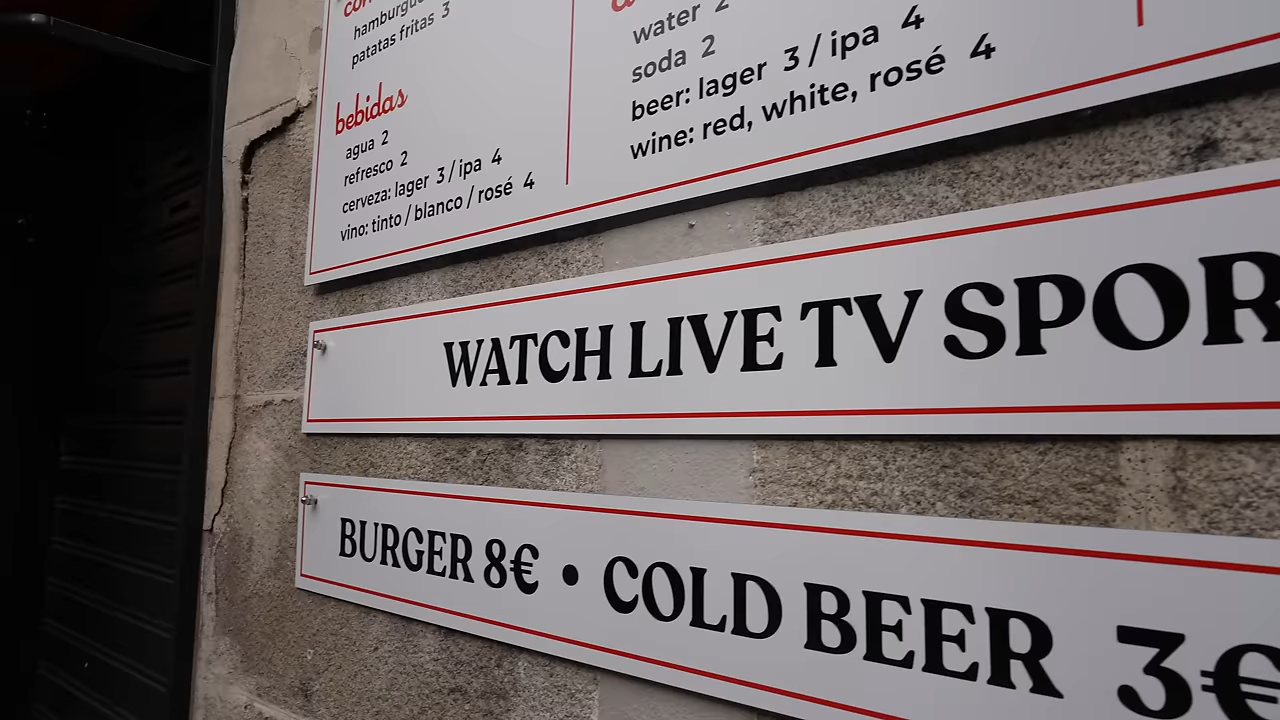 patatas fritas 3
bebidas
agua 2
refresco 2
cerveza: lager 3 / ipa 4
vino: tinto / blanco / rosé 4
water 2
soda 2
beer: lager 3 / ipa 4
wine: red, white, rosé 4
WATCH LIVE TV SPOR
BURGER 8€ • COLD BEER 3€